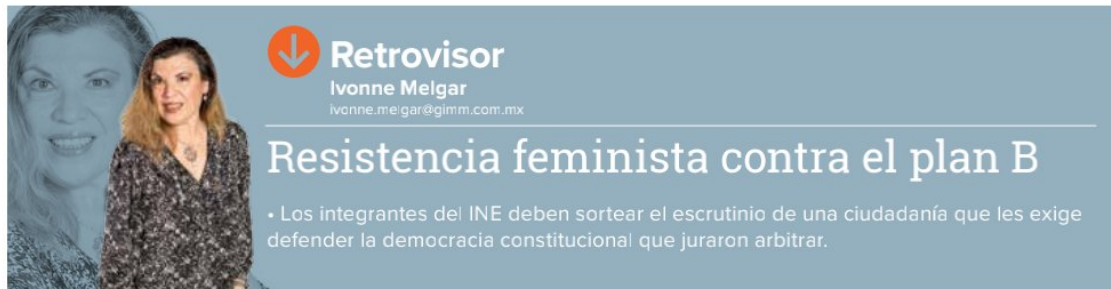 Retrovisor
Ivonne Melgar
ivonne.melgar@gimm.com.mx
Resistencia feminista contra el plan B
• Los integrantes del INE deben sortear el escrutinio de una ciudadanía que les exige
defender la democracia constitucional que juraron arbitrar.